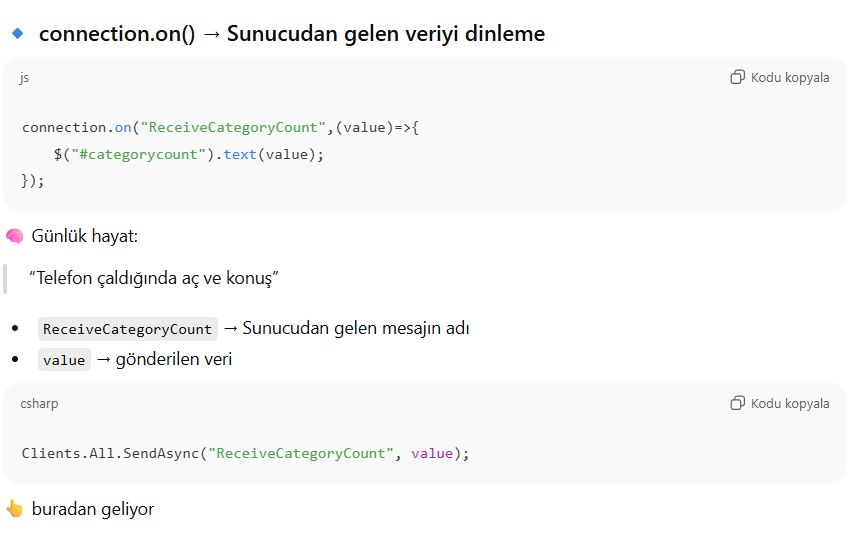 🔹 connection.on() → Sunucudan gelen veriyi dinleme
js
Kodu kopyala
connection.on("ReceiveCategoryCount",(value)=>{
    $("#categorycount").text(value);
});
🧠 Günlük hayat:
“Telefon çaldığında aç ve konuş”
• ReceiveCategoryCount → Sunucudan gelen mesajın adı
• value → gönderilen veri
csharp
Kodu kopyala
Clients.All.SendAsync("ReceiveCategoryCount", value);
👆 buradan geliyor